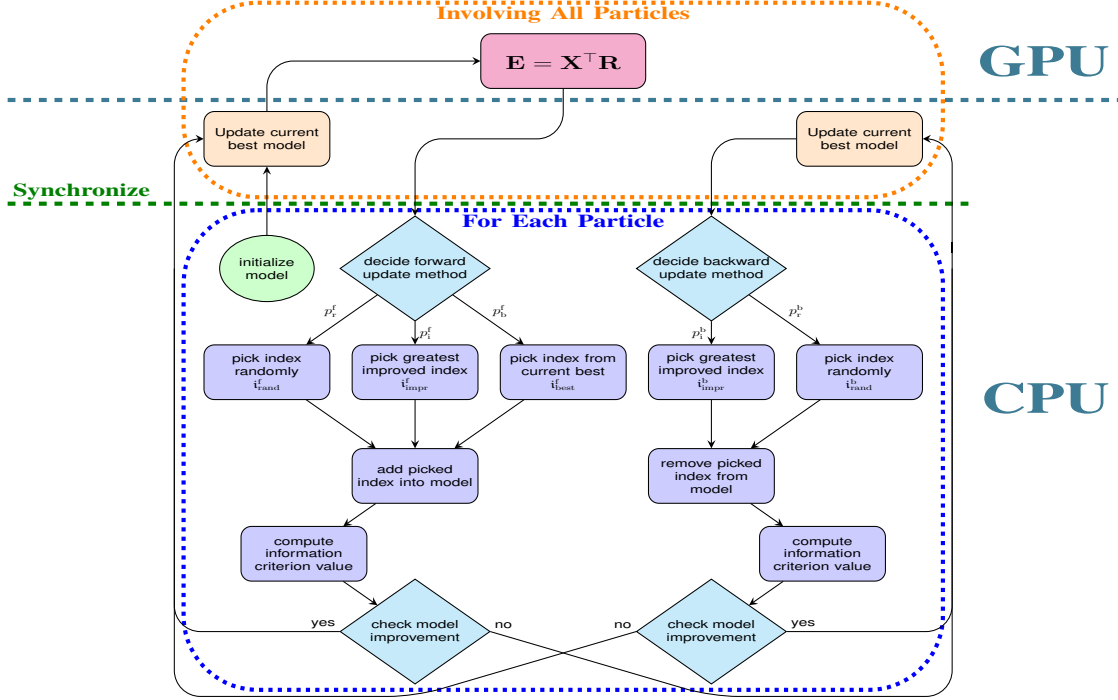 Involving All Particles
E = X⊤R
GPU
Update current
best model
Update current
best model
Synchronize
For Each Particle
initialize
model
decide forward
update method
decide backward
update method
p_r^f
p_i^f
p_b^f
p_i^b
p_r^b
pick index
randomly
i_rand^f
pick greatest
improved index
i_impr^f
pick index from
current best
i_best^f
pick greatest
improved index
i_impr^b
pick index
randomly
i_rand^b
CPU
add picked
index into model
remove picked
index from
model
compute
information
criterion value
compute
information
criterion value
yes
check model
improvement
no
no
check model
improvement
yes